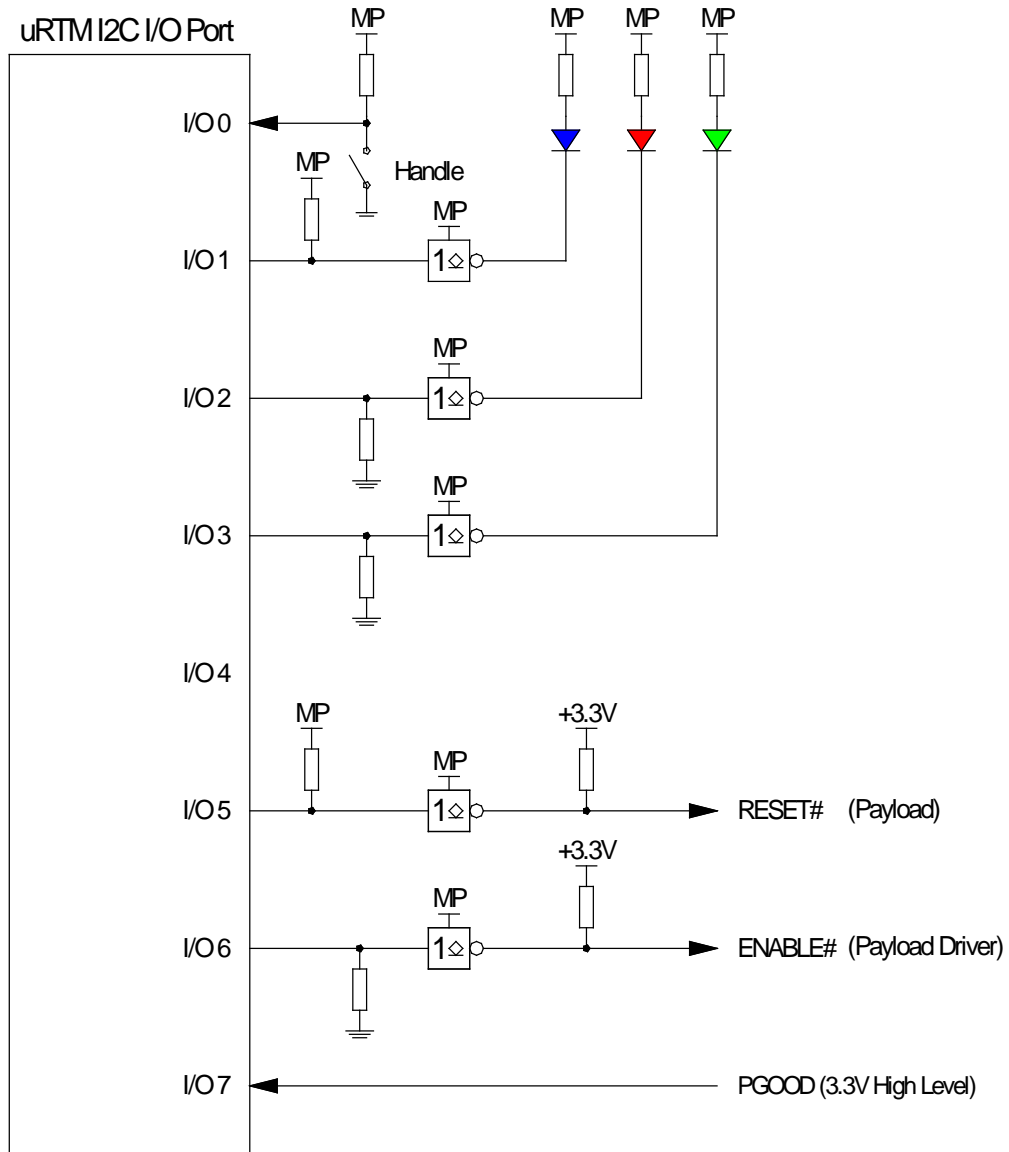 MP MP MP MP
uRTM I2C I/O Port
I/O 0
MP
Handle
MP
I/O 1
1
MP
I/O 2
1
MP
I/O 3
1
I/O 4
MP
+3.3V
MP
I/O 5
1
RESET# (Payload)
+3.3V
MP
I/O 6
1
ENABLE# (Payload Driver)
I/O 7
PGOOD (3.3V High Level)